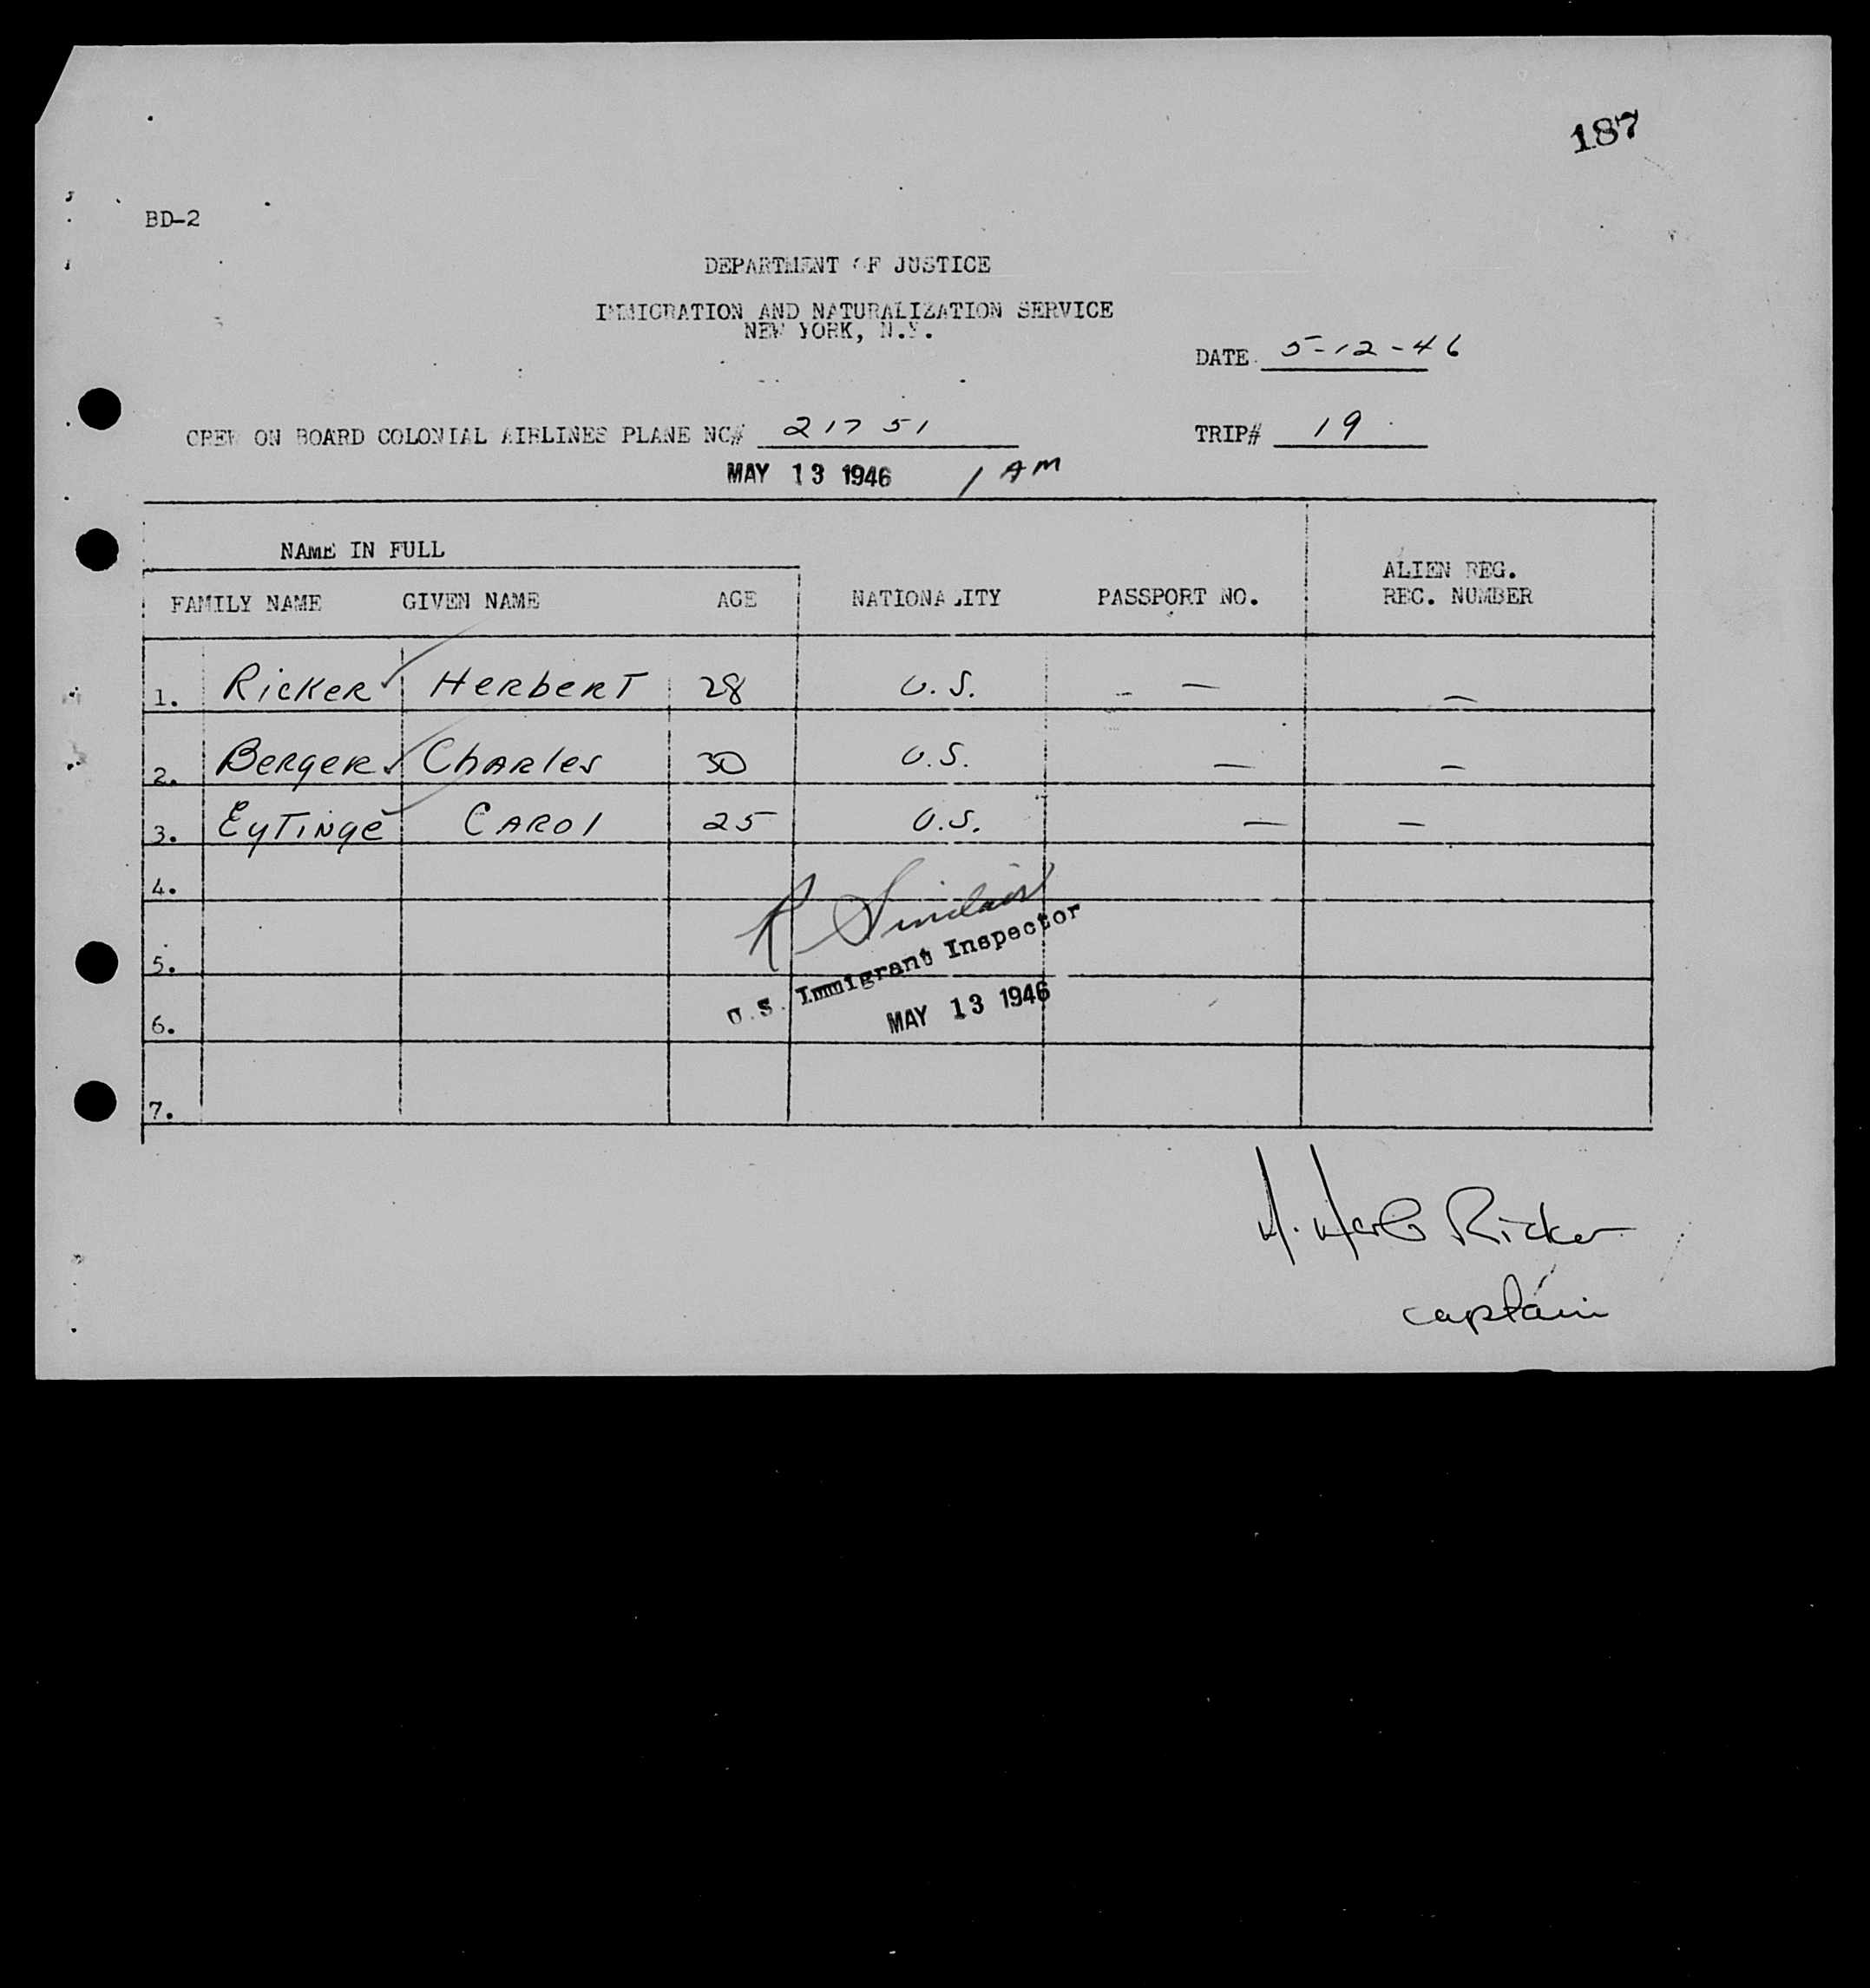 187
BD-2
DEPARTMENT OF JUSTICE
IMMIGRATION AND NATURALIZATION SERVICE
NEW YORK, N.Y.
DATE 5-12-46
CREW ON BOARD COLONIAL AIRLINES PLANE NC# 21751 TRIP# 19
MAY 13 1946 1 AM
NAME IN FULL
FAMILY NAME GIVEN NAME AGE NATIONALITY PASSPORT NO. ALIEN REG. REC. NUMBER
1. Ricker Herbert 28 U.S. - — —
2. Berger Charles 30 U.S. — —
3. Eytinge Carol 25 U.S. — —
4.
R Sinclair
5.
U.S. Immigrant Inspector
6.
MAY 13 1946
7.
H. Herb Ricker
captain